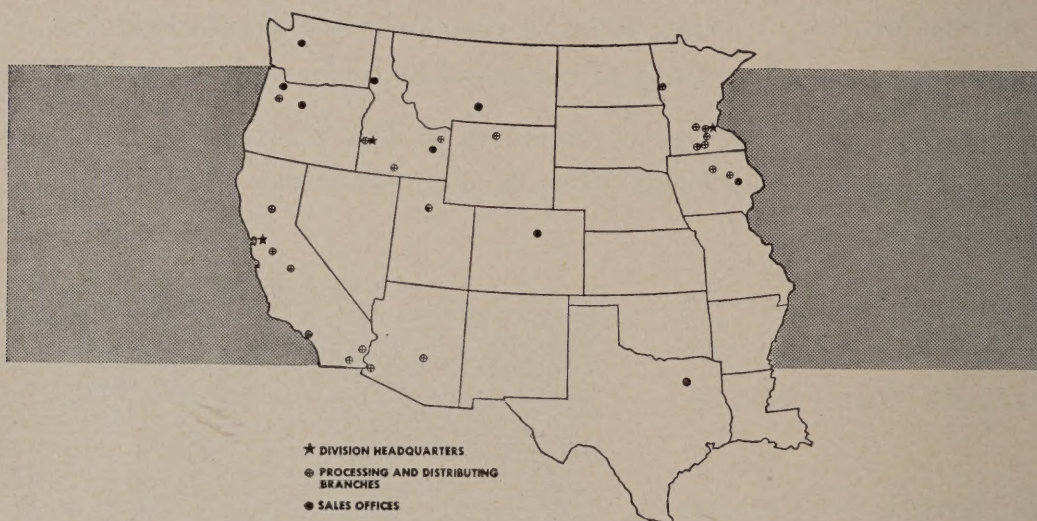 ★ DIVISION HEADQUARTERS
⊕ PROCESSING AND DISTRIBUTING
BRANCHES
● SALES OFFICES